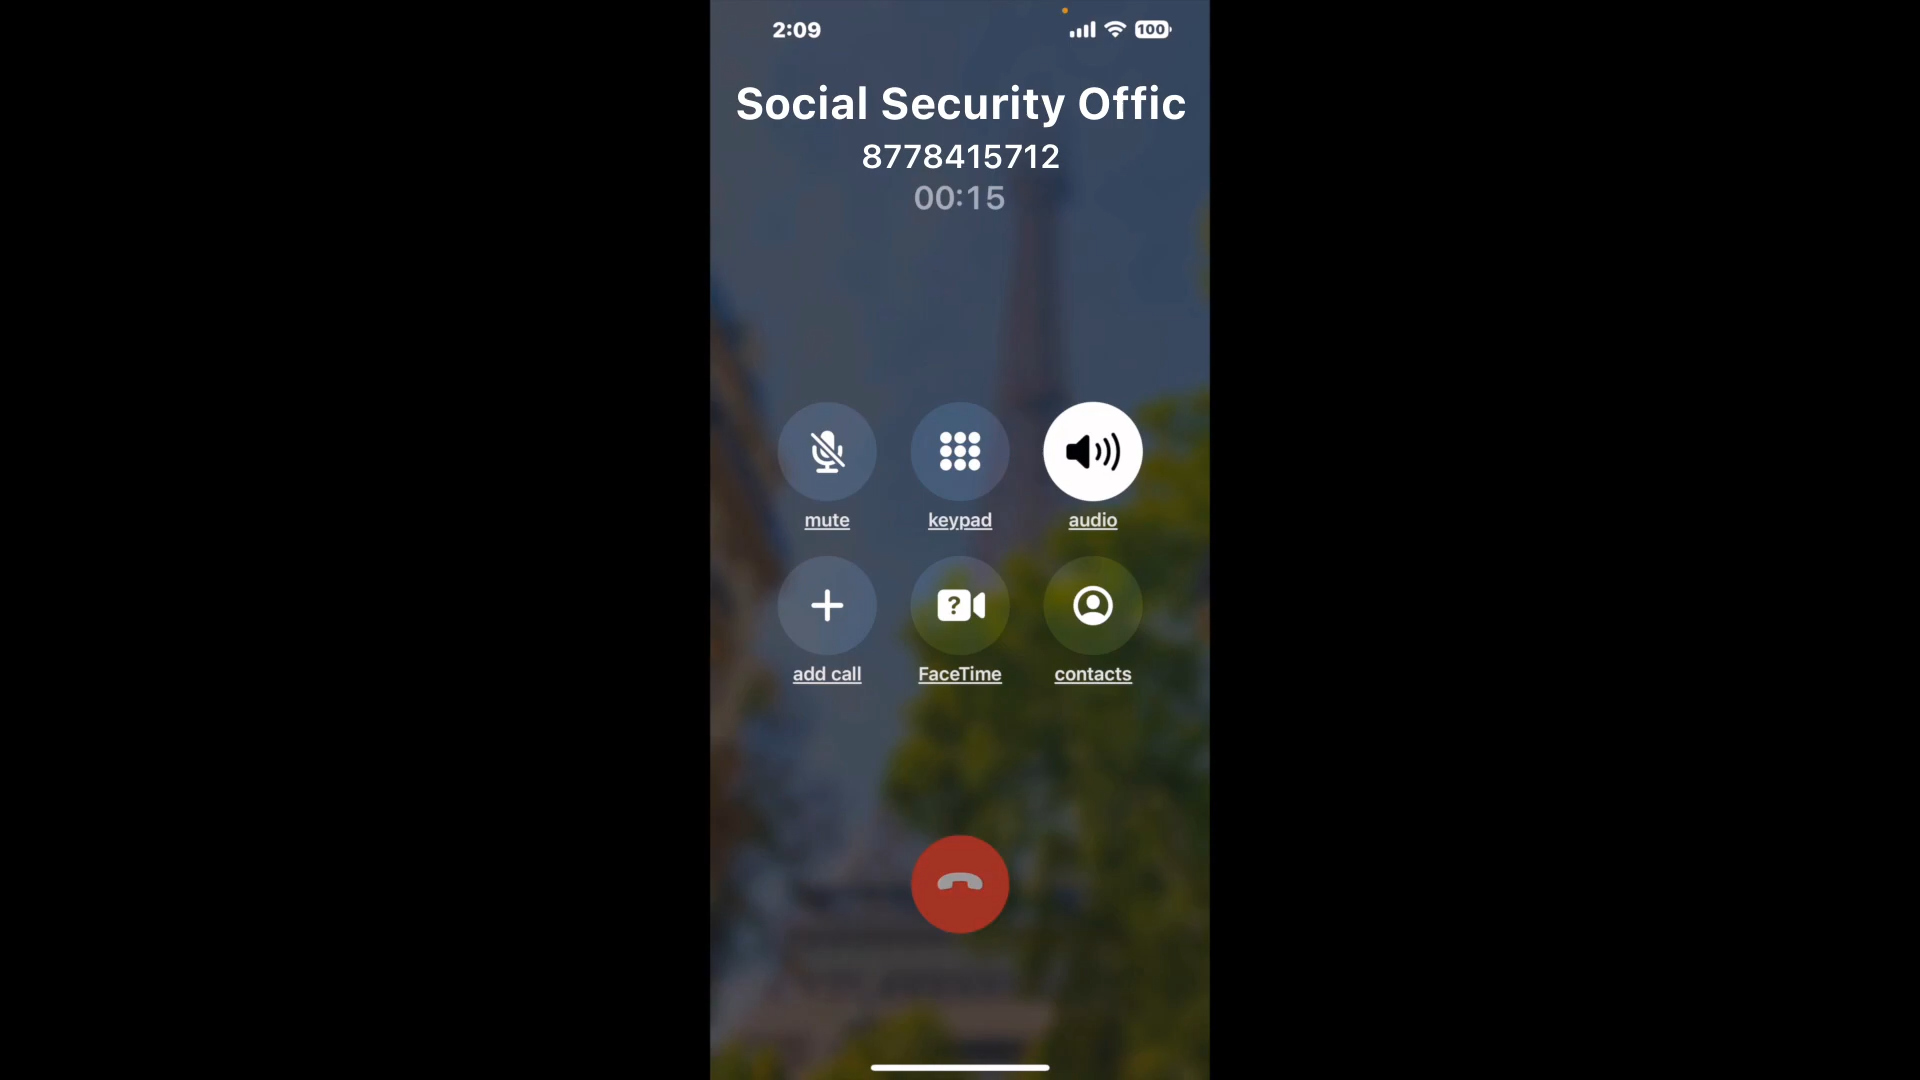 2:09
100
Social Security Offic
8778415712
00:15
mute
keypad
audio
?
add call
FaceTime
contacts